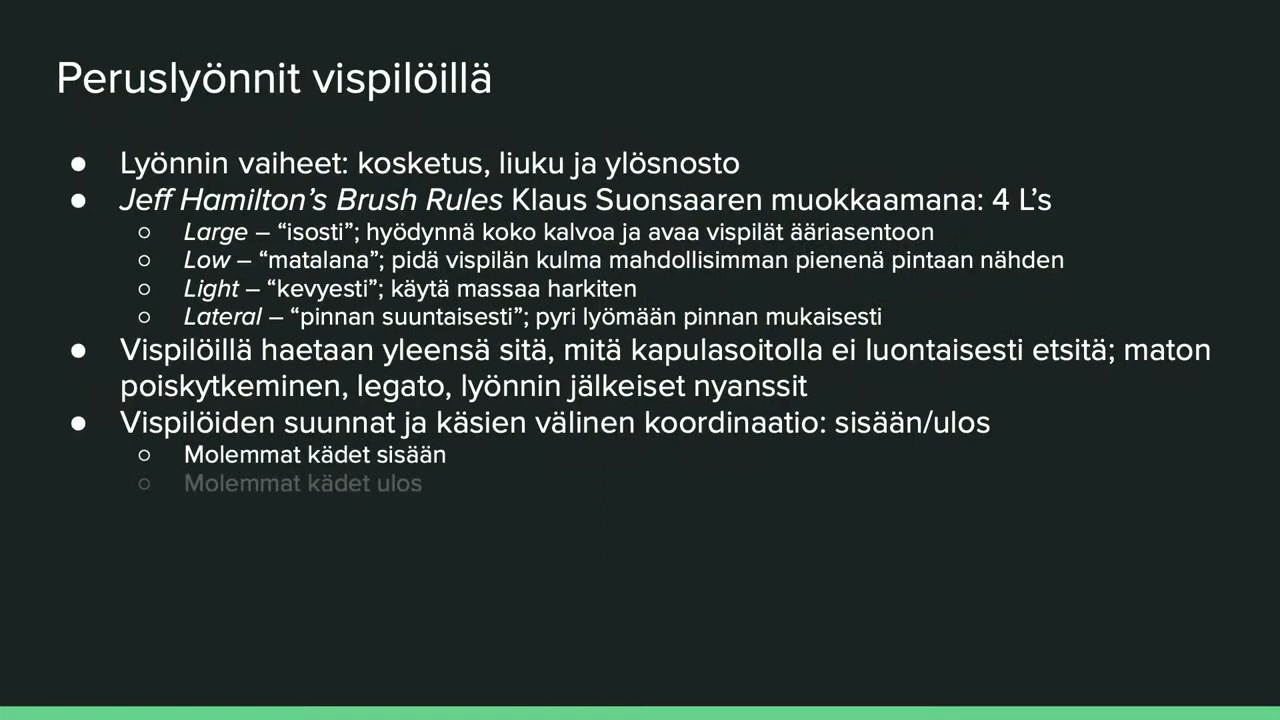 Peruslyönnit vispilöillä
● Lyönnin vaiheet: kosketus, liuku ja ylösnosto
● Jeff Hamilton’s Brush Rules Klaus Suonsaaren muokkaamana: 4 L’s
○ Large – “isosti”; hyödynnä koko kalvoa ja avaa vispilät ääriasentoon
○ Low – “matalana”; pidä vispilän kulma mahdollisimman pienenä pintaan nähden
○ Light – “kevyesti”; käytä massaa harkiten
○ Lateral – “pinnan suuntaisesti”; pyri lyömään pinnan mukaisesti
● Vispilöillä haetaan yleensä sitä, mitä kapulasoitolla ei luontaisesti etsitä; maton
poiskytkeminen, legato, lyönnin jälkeiset nyanssit
● Vispilöiden suunnat ja käsien välinen koordinaatio: sisään/ulos
○ Molemmat kädet sisään
○ Molemmat kädet ulos